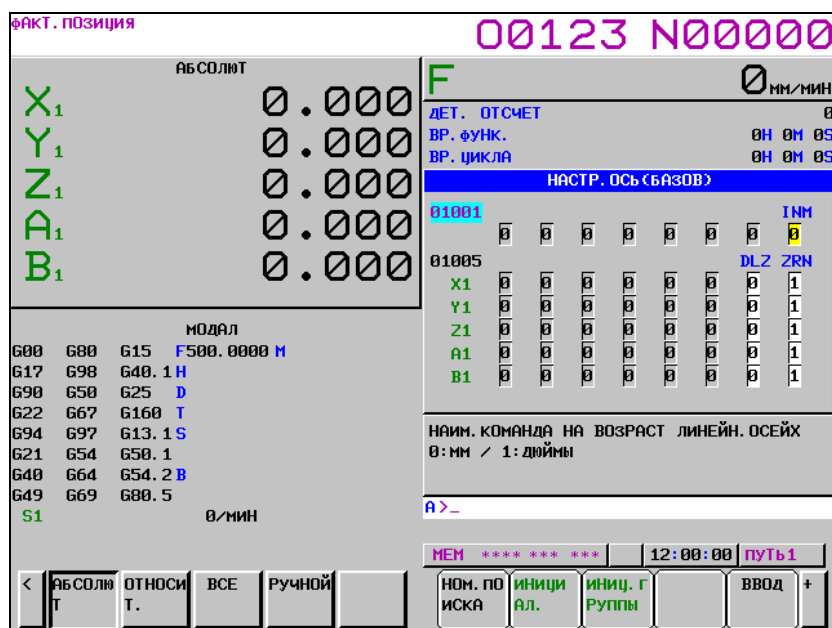 ФАКТ.ПОЗИЦИЯ
O0123 N00000
АБСОЛЮТ
X1 0.000
Y1 0.000
Z1 0.000
A1 0.000
B1 0.000
F 0 ММ/МИН
ДЕТ. ОТСЧЕТ 0
ВР.ФУНК. 0H 0M 0S
ВР.ЦИКЛА 0H 0M 0S
НАСТР.ОСЬ(БАЗОВ)
01001 INM
0 0 0 0 0 0 0 0
01005 DLZ ZRN
X1 0 0 0 0 0 0 0 1
Y1 0 0 0 0 0 0 0 1
Z1 0 0 0 0 0 0 0 1
A1 0 0 0 0 0 0 0 1
B1 0 0 0 0 0 0 0 1
МОДАЛ
G00 G80 G15 F500.0000 M
G17 G98 G40.1 H
G90 G50 G25 D
G22 G67 G160 T
G94 G97 G13.1 S
G21 G54 G50.1
G40 G64 G54.2 B
G49 G69 G80.5
S1 0/МИН
НАИМ.КОМАНДА НА ВОЗРАСТ ЛИНЕЙН.ОСЕЙХ
0:ММ / 1:ДЮЙМЫ
A>_
MEM **** *** *** 12:00:00 ПУТЬ1
< АБСОЛЮ
Т ОТНОСИ
Т. ВСЕ РУЧНОЙ
НОМ.ПО
ИСКА ИНИЦИ
АЛ. ИНИЦ.Г
РУППЫ ВВОД +